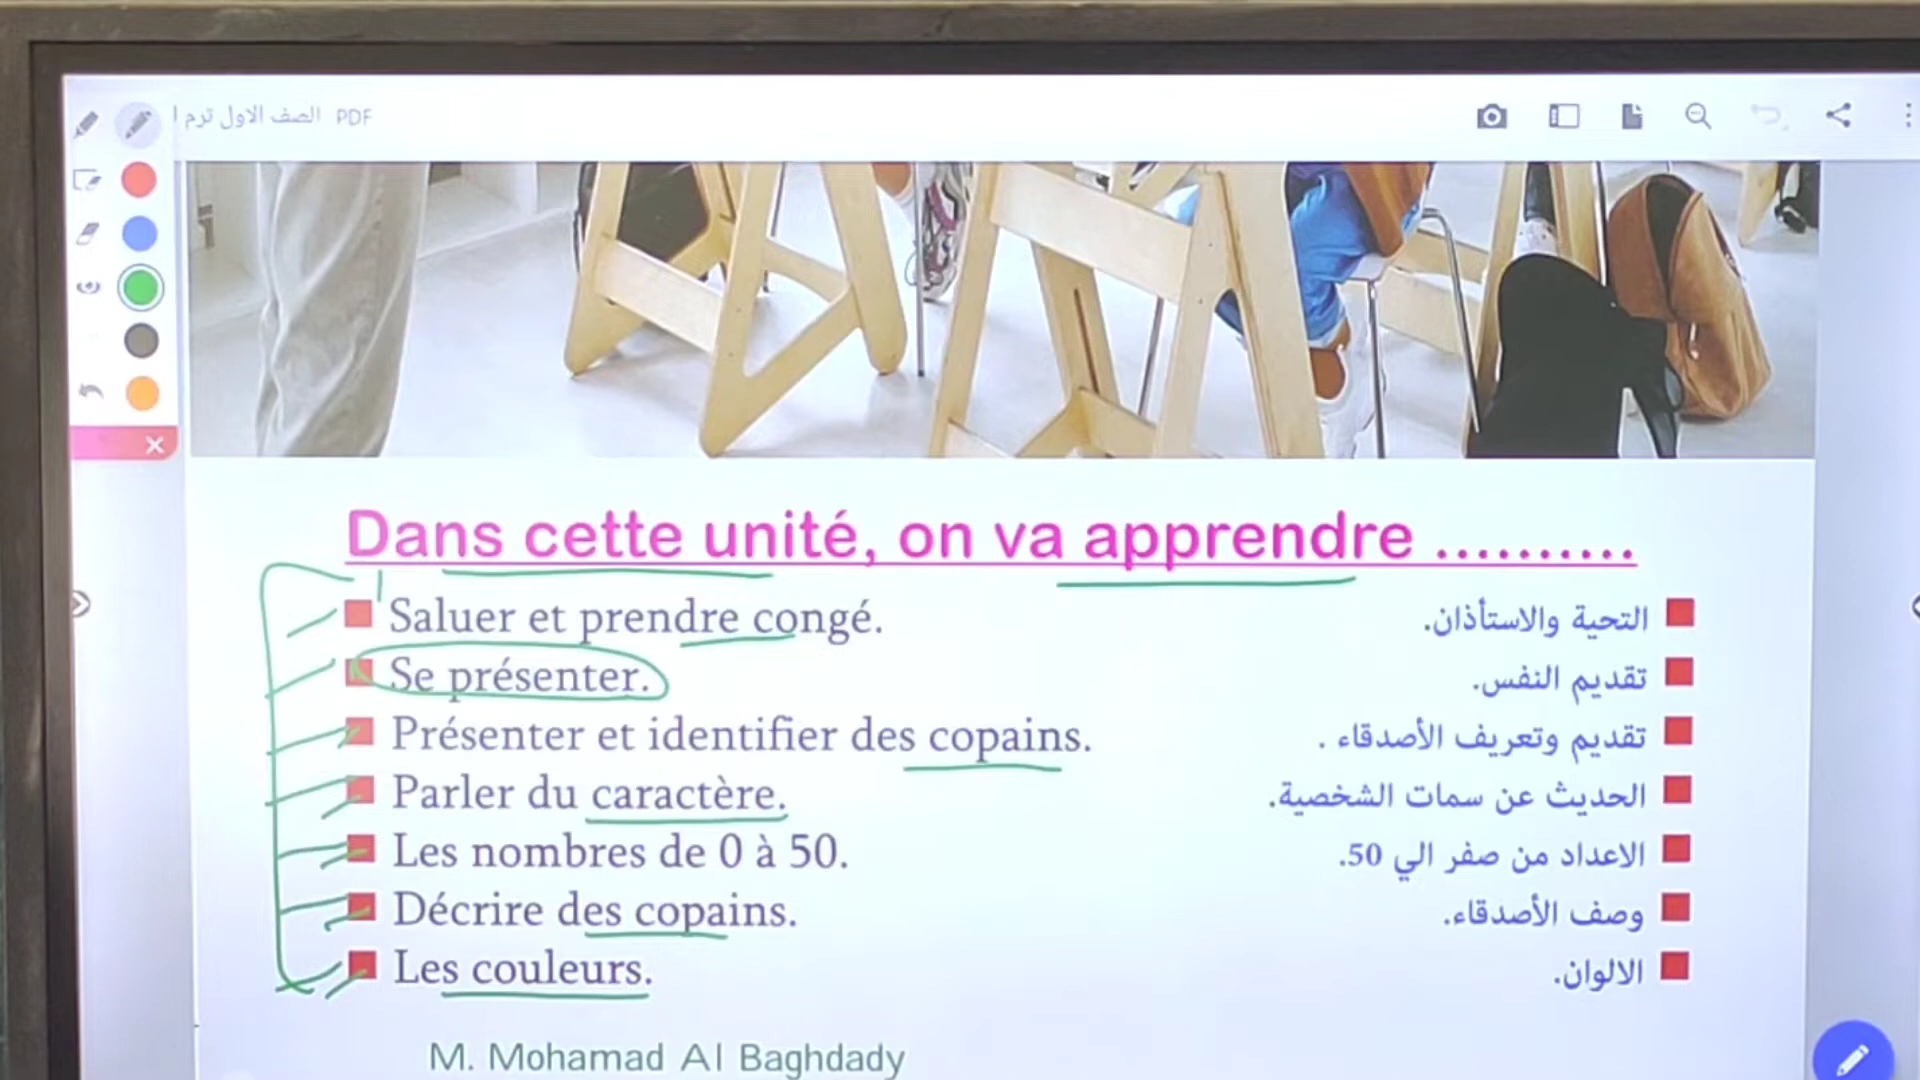 الصف الاول ترم ا PDF
Dans cette unité, on va apprendre ..........
Saluer et prendre congé.
التحية والاستأذان.
Se présenter.
تقديم النفس.
Présenter et identifier des copains.
تقديم وتعريف الأصدقاء .
Parler du caractère.
الحديث عن سمات الشخصية.
Les nombres de 0 à 50.
الاعداد من صفر الي 50.
Décrire des copains.
وصف الأصدقاء.
Les couleurs.
الالوان.
M. Mohamad Al Baghdady